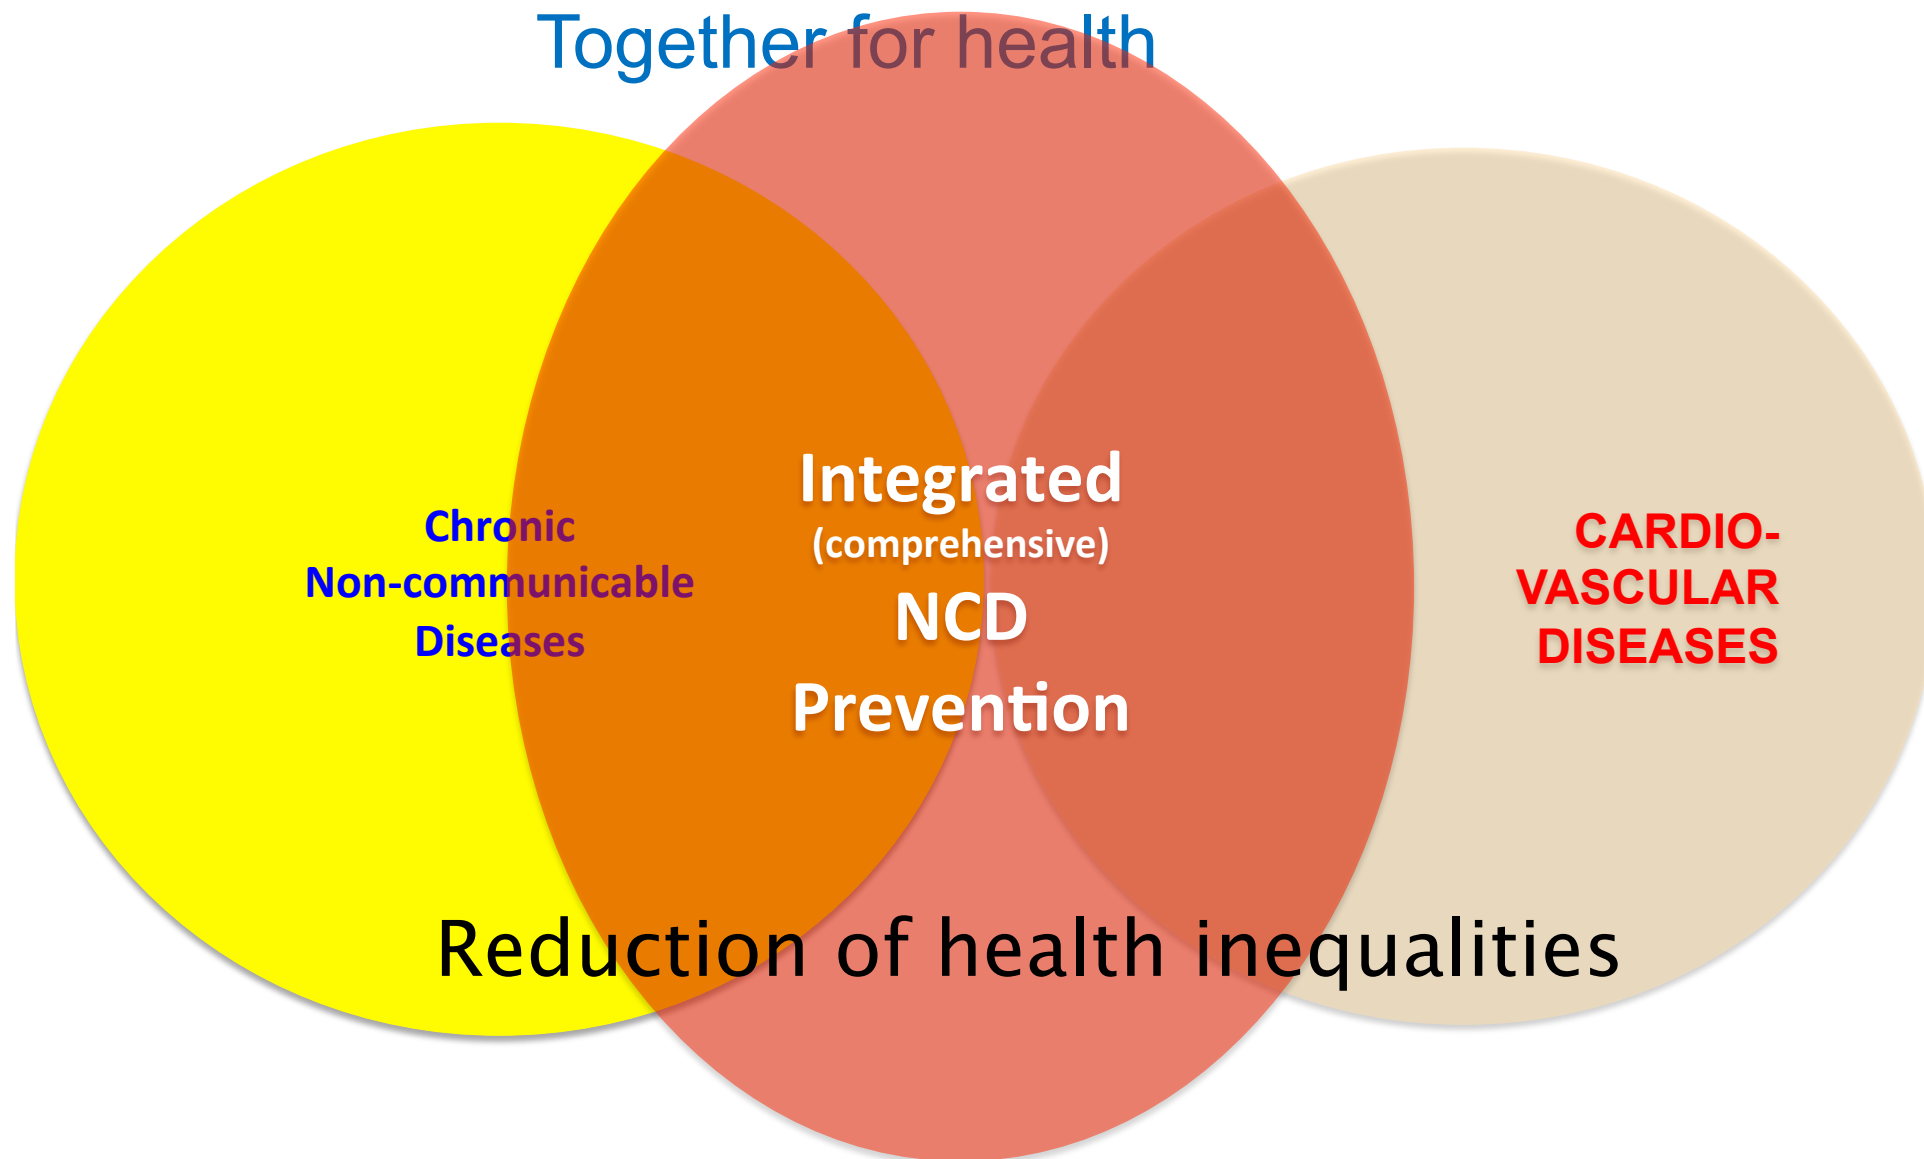 Together for health
Chronic
Non-communicable
Diseases
Integrated
(comprehensive)
NCD
Prevention
CARDIO-
VASCULAR
DISEASES
Reduction of health inequalities